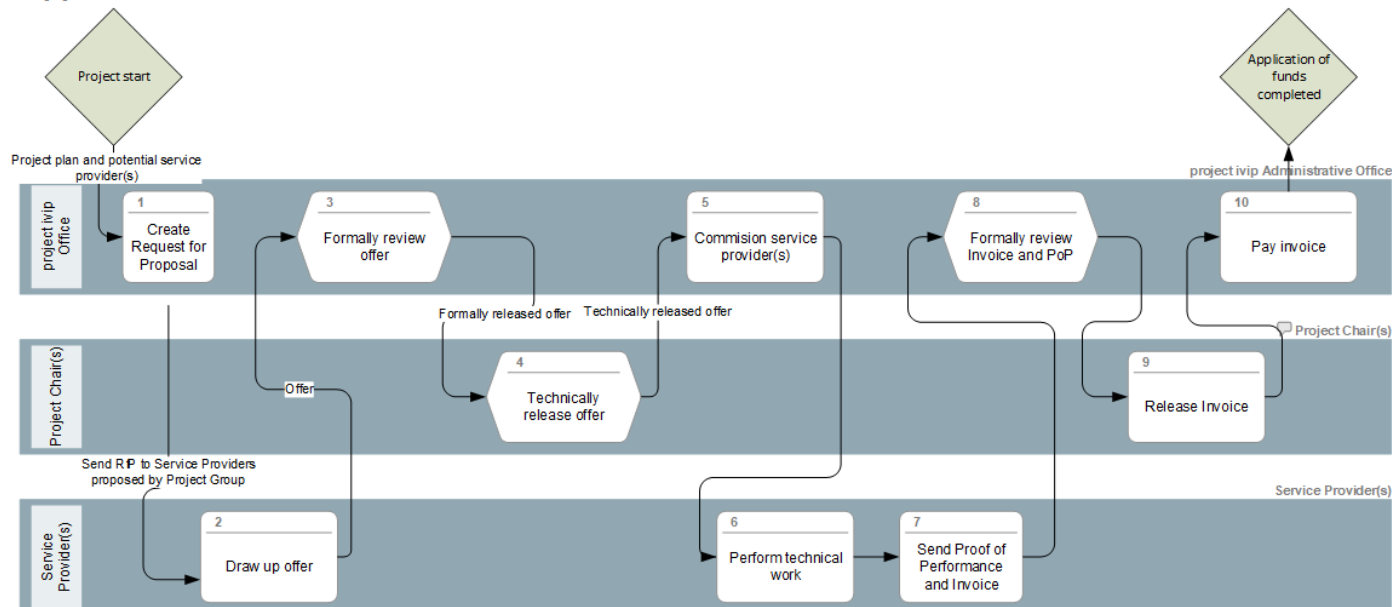 Project start
Application of
funds
completed
Project plan and potential service
provider(s)
project ivip Administrative Office
project ivip
Office
1
Create
Request for
Proposal
3
Formally review
offer
5
Commision service
provider(s)
8
Formally review
Invoice and PoP
10
Pay invoice
Formally released offer
Technically released offer
Project Chair(s)
Project Chair(s)
4
Technically
release offer
9
Release Invoice
Offer
Send RfP to Service Providers
proposed by Project Group
Service Provider(s)
Service
Provider(s)
2
Draw up offer
6
Perform technical
work
7
Send Proof of
Performance
and Invoice